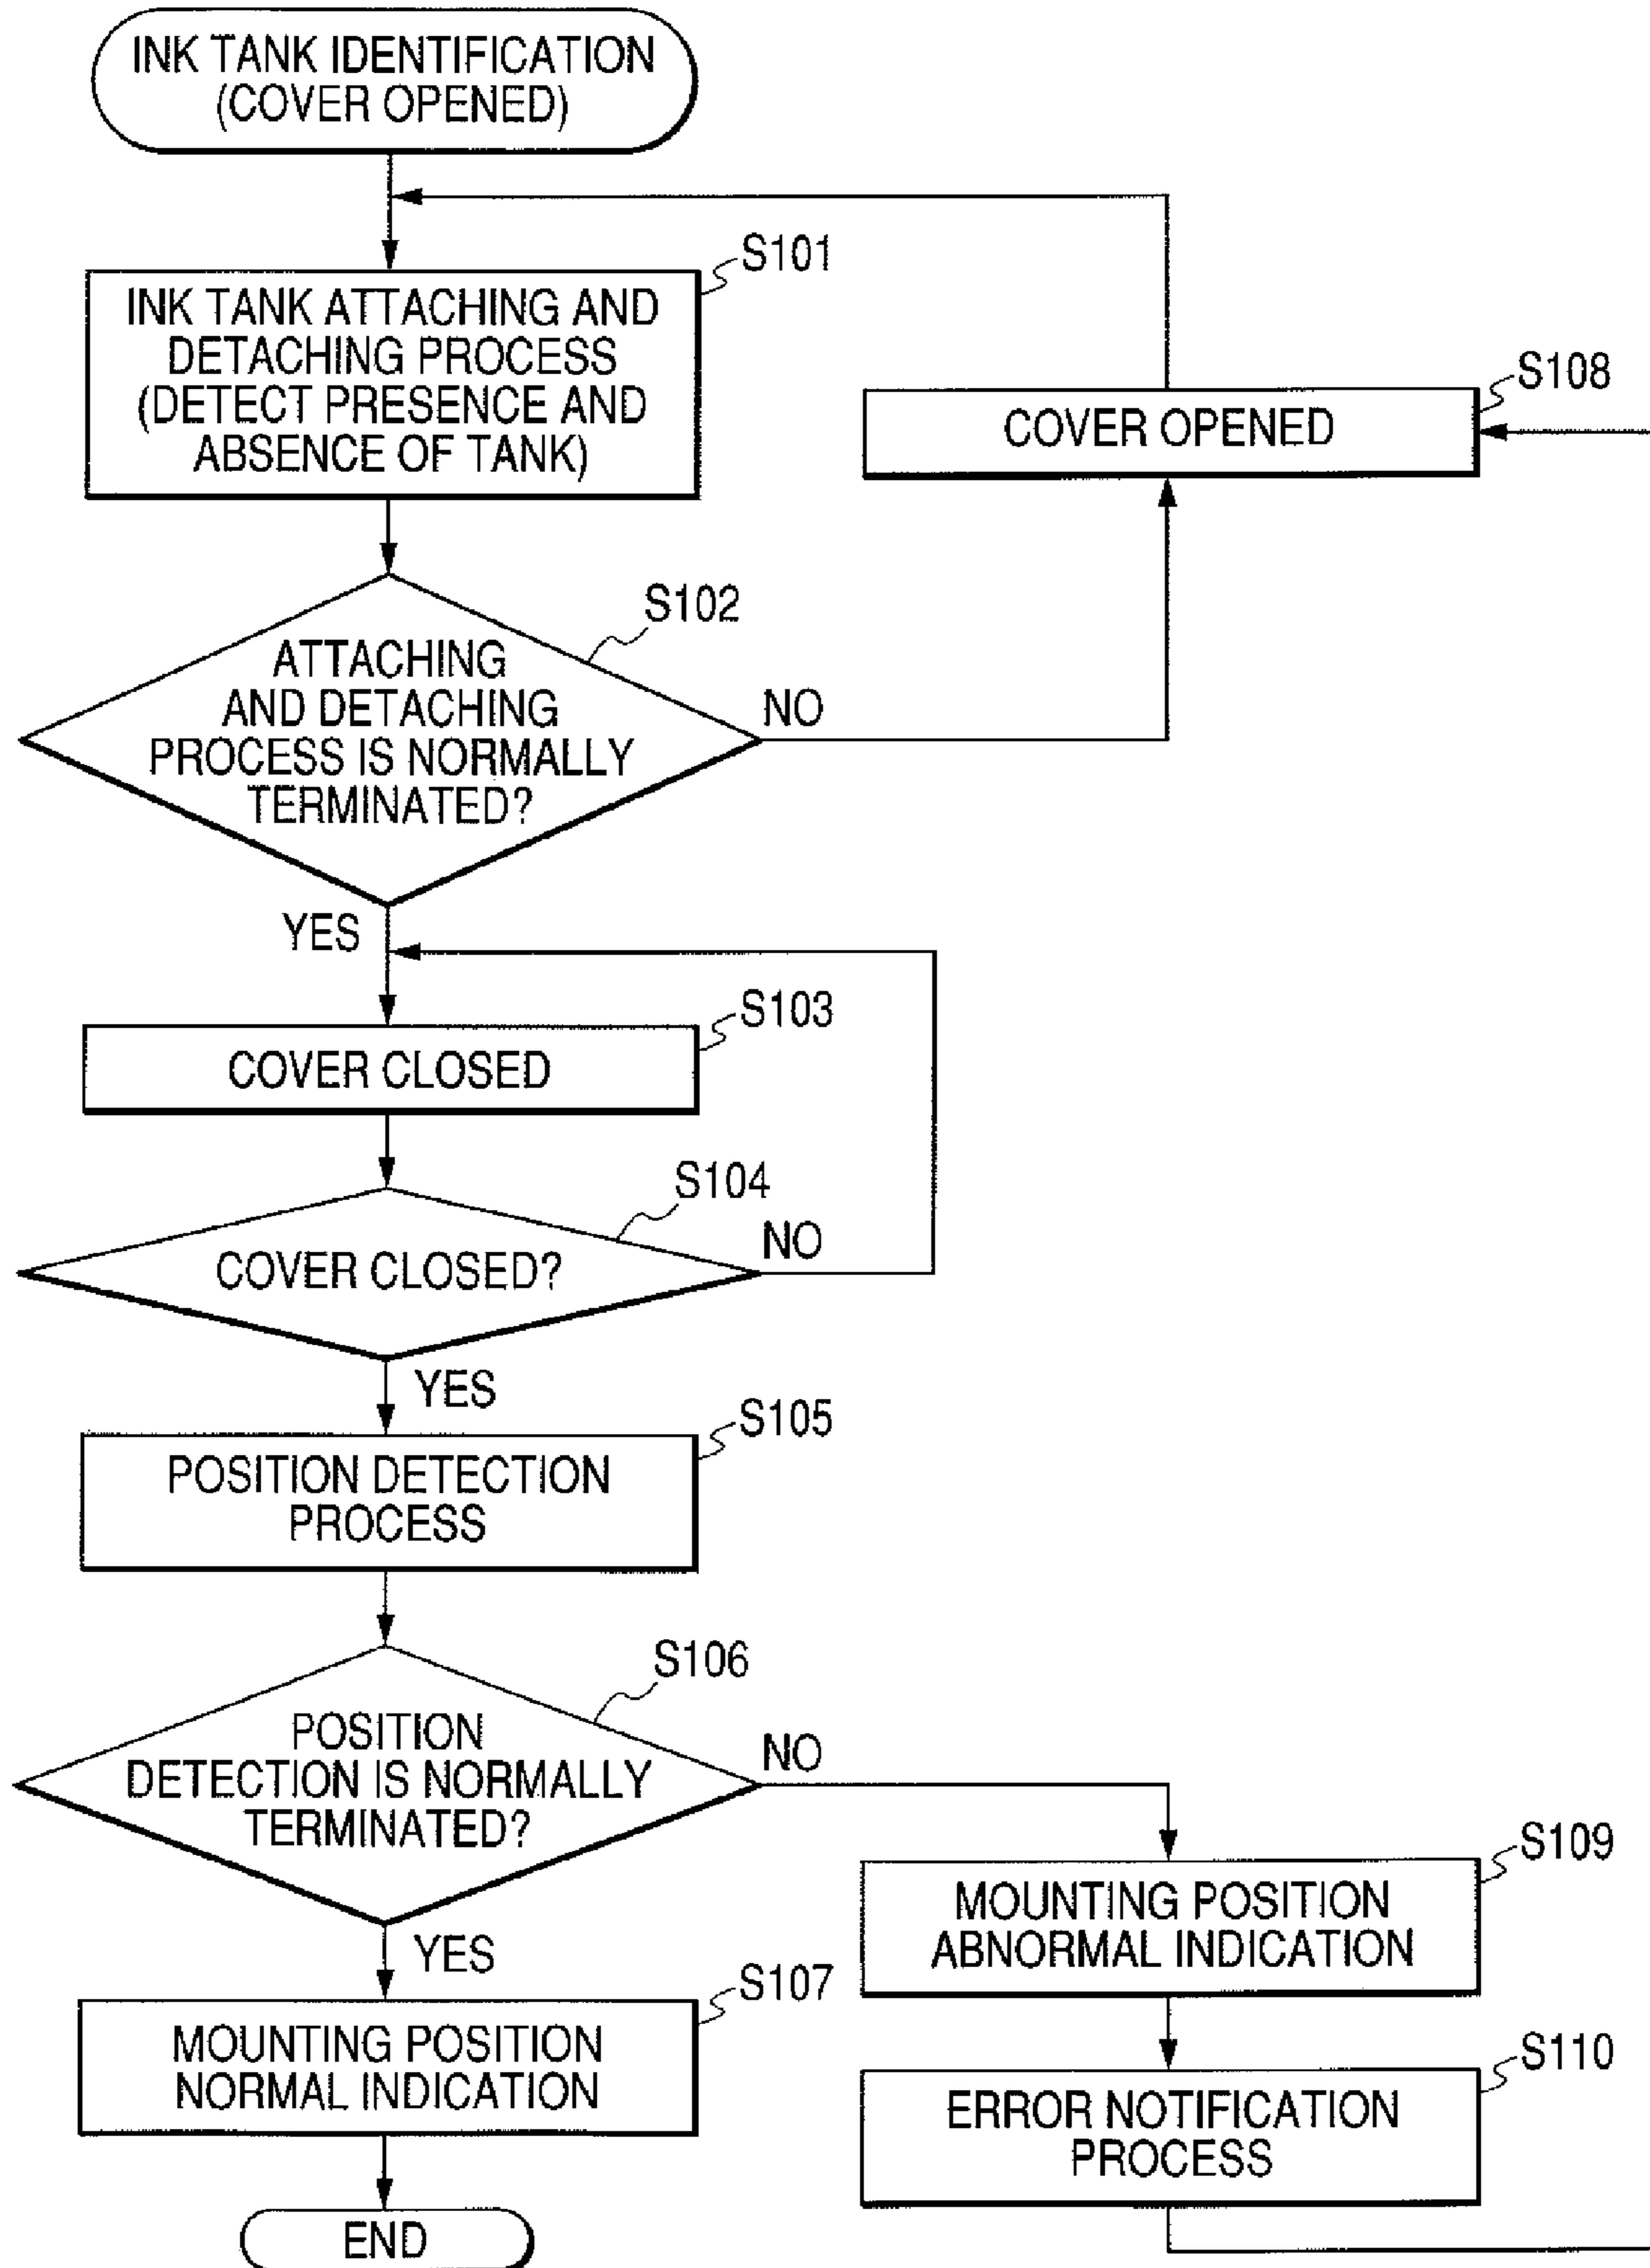 INK TANK IDENTIFICATION
(COVER OPENED)
S101
INK TANK ATTACHING AND
DETACHING PROCESS
(DETECT PRESENCE AND
ABSENCE OF TANK)
S108
COVER OPENED
S102
ATTACHING
AND DETACHING
PROCESS IS NORMALLY
TERMINATED?
NO
YES
S103
COVER CLOSED
S104
COVER CLOSED?
NO
YES
S105
POSITION DETECTION
PROCESS
S106
POSITION
DETECTION IS NORMALLY
TERMINATED?
NO
YES
S109
MOUNTING POSITION
ABNORMAL INDICATION
S107
MOUNTING POSITION
NORMAL INDICATION
S110
ERROR NOTIFICATION
PROCESS
END